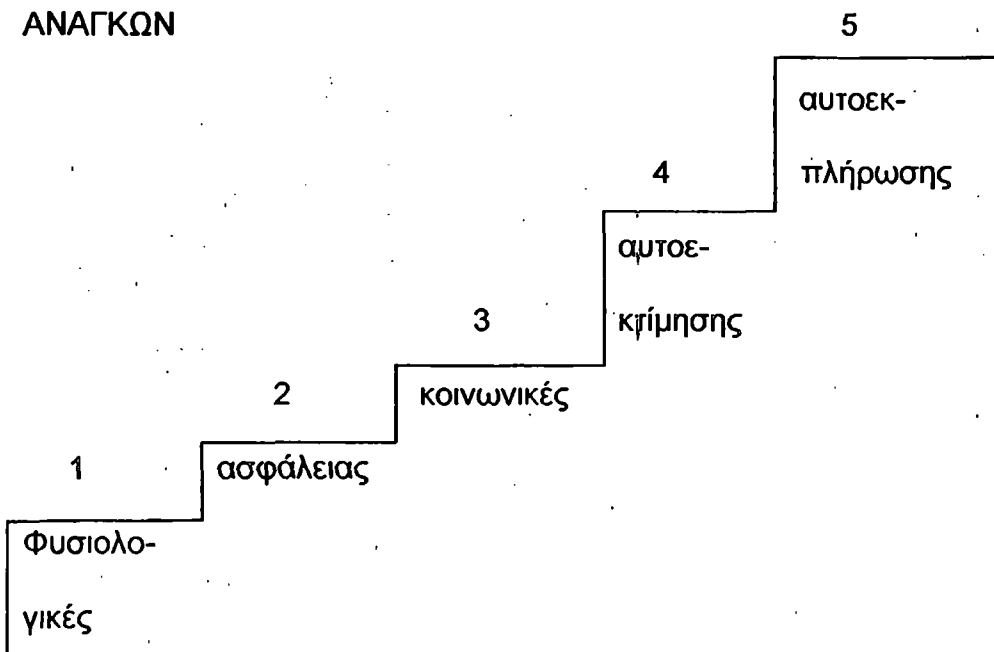 ΑΝΑΓΚΩΝ
5
αυτοεκ-
πλήρωσης
4
αυτοε-
κτίμησης
3
κοινωνικές
2
ασφάλειας
1
Φυσιολο-
γικές